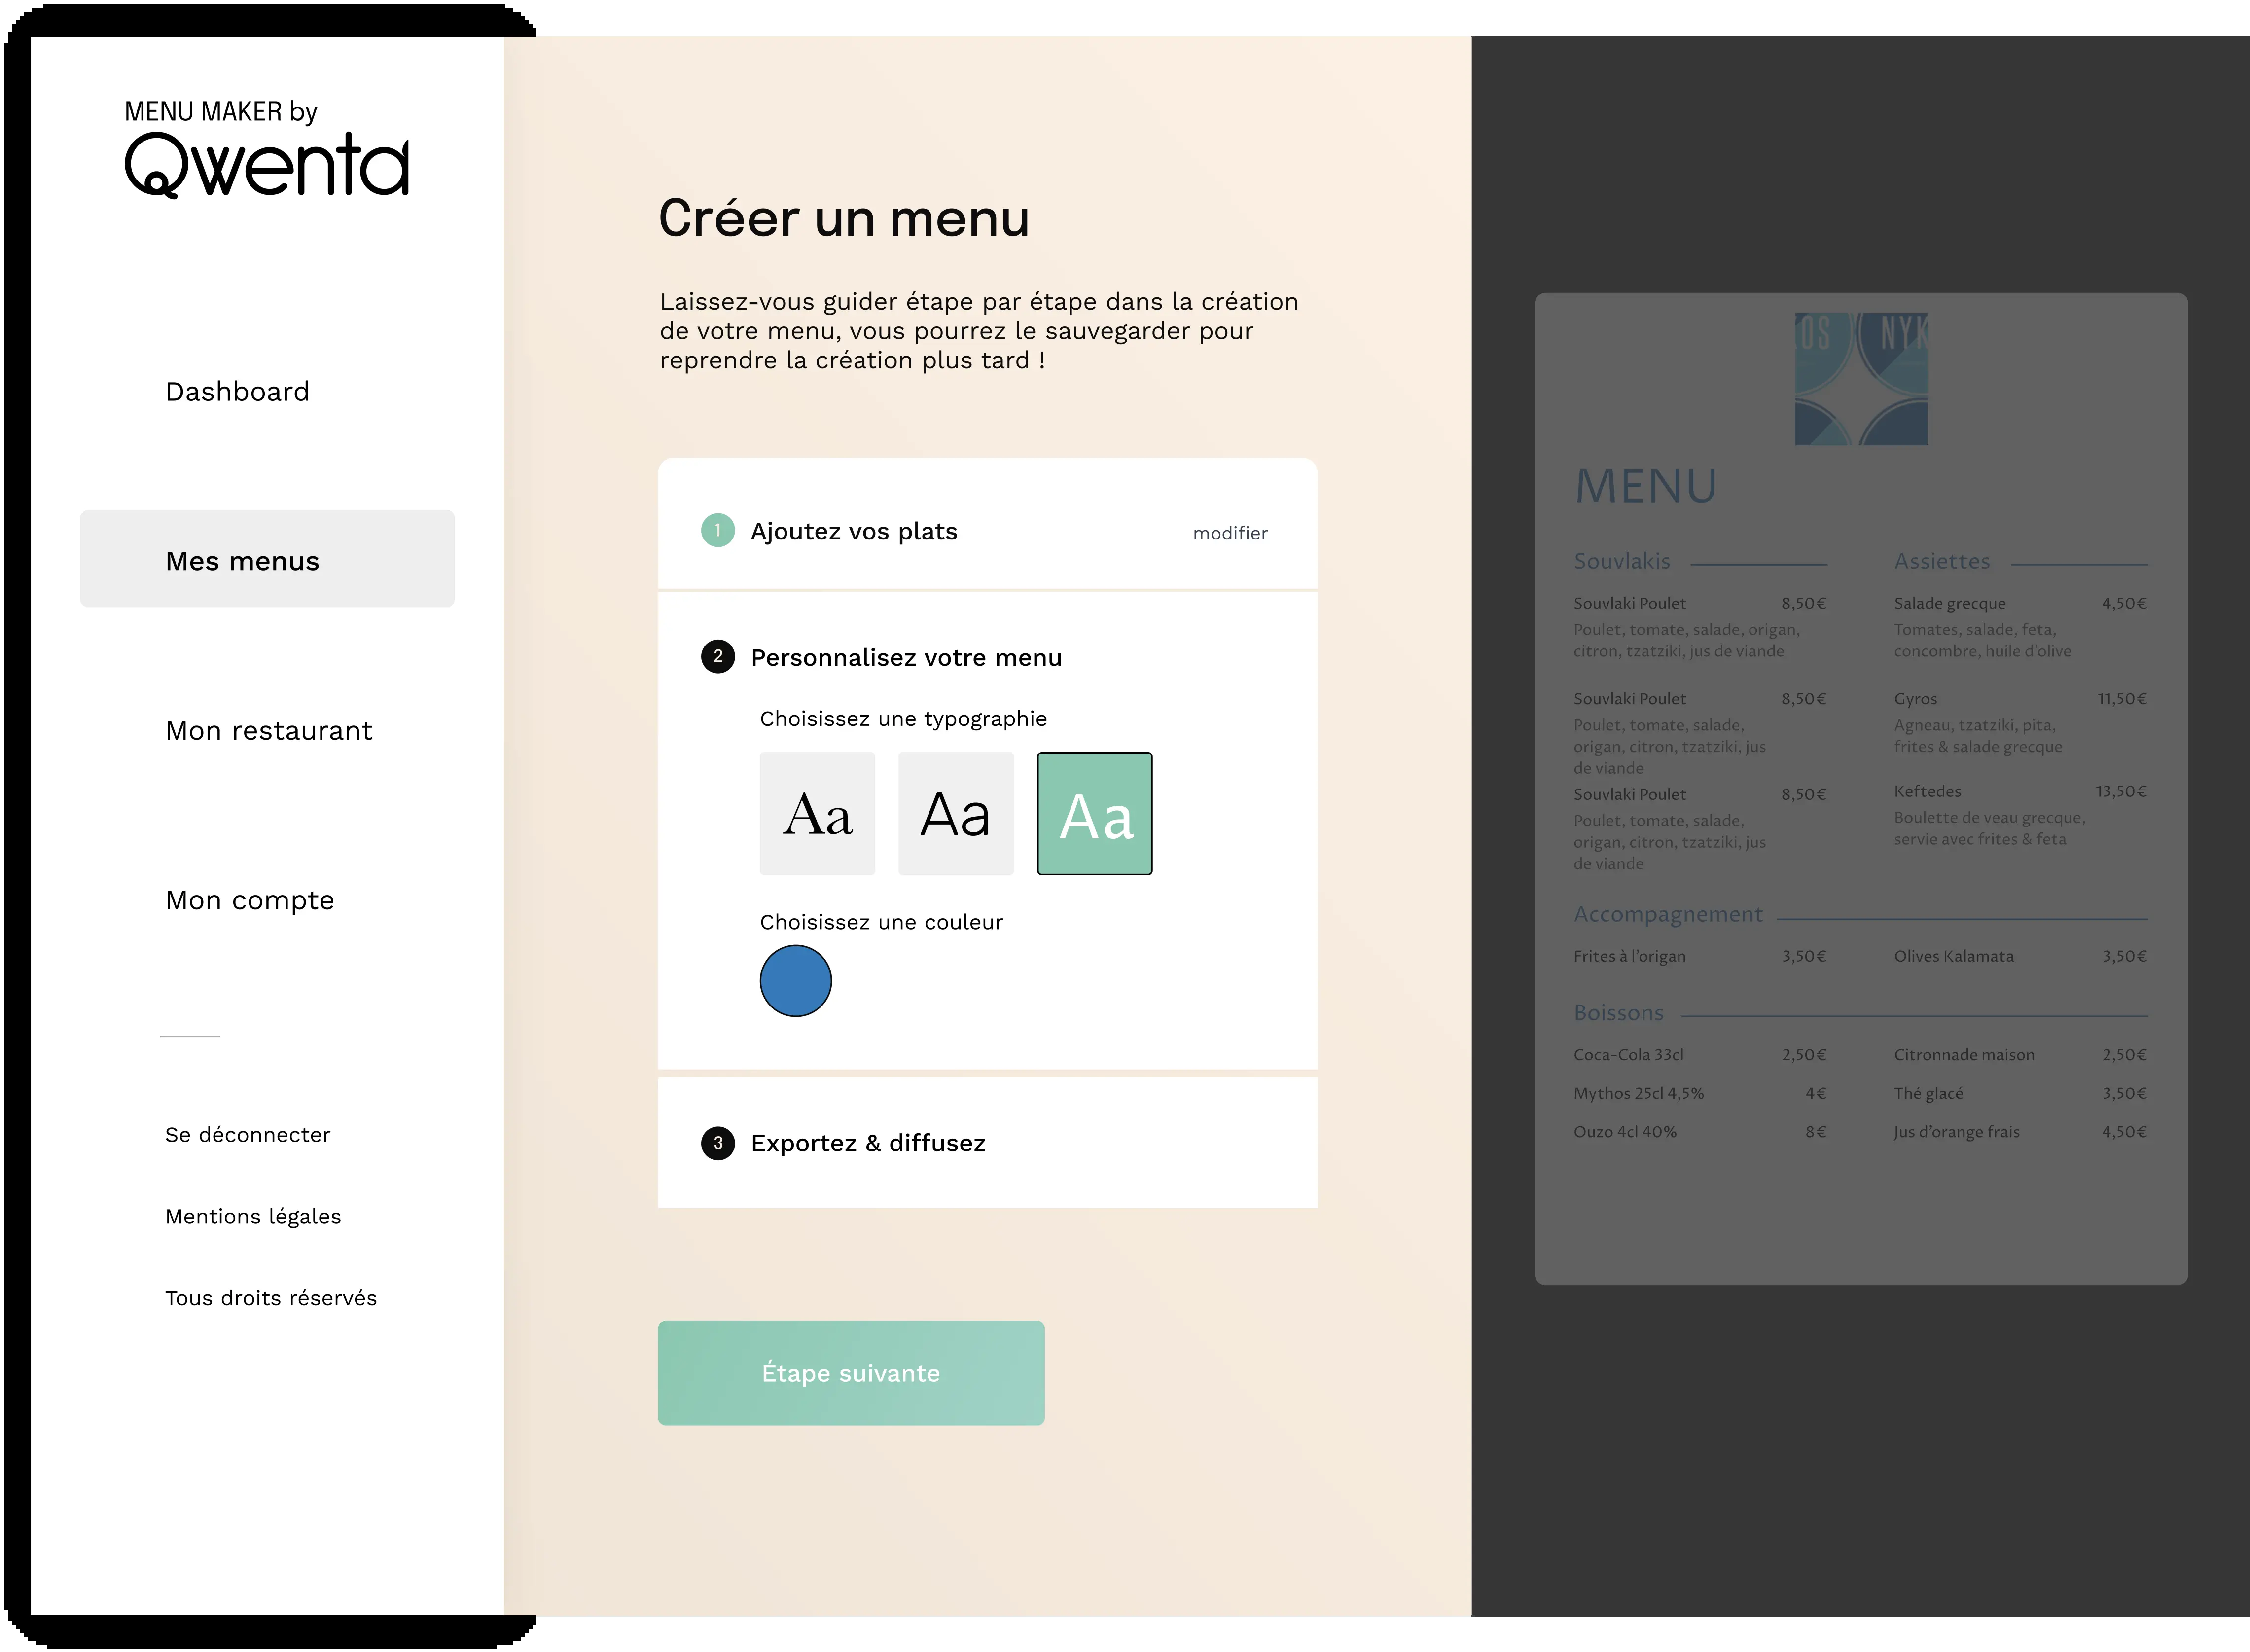 MENU MAKER by
Qwenta
Dashboard
Mes menus
Mon restaurant
Mon compte
Se déconnecter
Mentions légales
Tous droits réservés
Créer un menu
Laissez-vous guider étape par étape dans la création
de votre menu, vous pourrez le sauvegarder pour
reprendre la création plus tard !
1 Ajoutez vos plats modifier
2 Personnalisez votre menu
Choisissez une typographie
Aa Aa Aa
Choisissez une couleur
3 Exportez & diffusez
Étape suivante
OS NYK
MENU
Souvlakis
Souvlaki Poulet 8,50€
Poulet, tomate, salade, origan,
citron, tzatziki, jus de viande
Souvlaki Poulet 8,50€
Poulet, tomate, salade,
origan, citron, tzatziki, jus
de viande
Souvlaki Poulet 8,50€
Poulet, tomate, salade,
origan, citron, tzatziki, jus
de viande
Assiettes
Salade grecque 4,50€
Tomates, salade, feta,
concombre, huile d'olive
Gyros 11,50€
Agneau, tzatziki, pita,
frites & salade grecque
Keftedes 13,50€
Boulette de veau grecque,
servie avec frites & feta
Accompagnement
Frites à l'origan 3,50€ Olives Kalamata 3,50€
Boissons
Coca-Cola 33cl 2,50€ Citronnade maison 2,50€
Mythos 25cl 4,5% 4€ Thé glacé 3,50€
Ouzo 4cl 40% 8€ Jus d'orange frais 4,50€